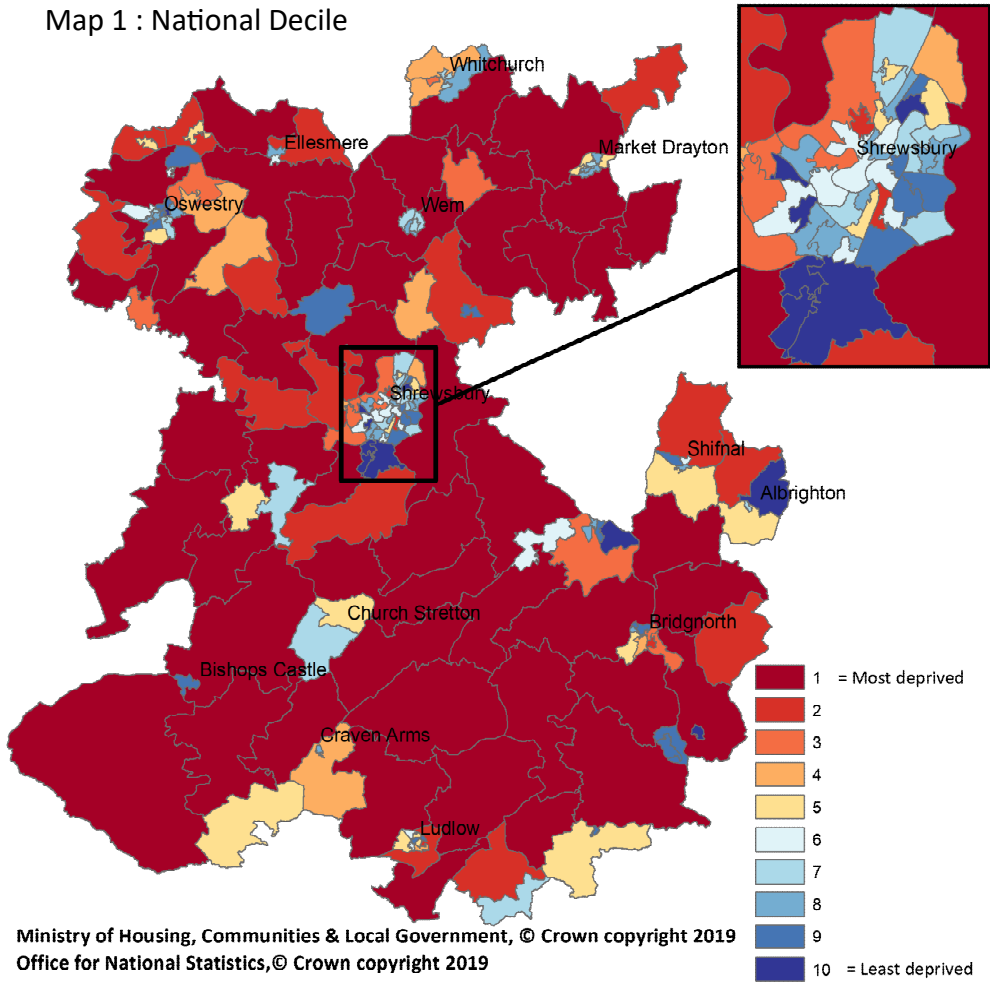 Map 1 : National Decile
Whitchurch
Ellesmere
Market Drayton
Shrewsbury
Oswestry
Wem
Shrewsbury
Shifnal
Albrighton
Church Stretton
Bridgnorth
Bishops Castle
Craven Arms
Ludlow
1 = Most deprived
2
3
4
5
6
7
8
9
10 = Least deprived
Ministry of Housing, Communities & Local Government, © Crown copyright 2019
Office for National Statistics,© Crown copyright 2019